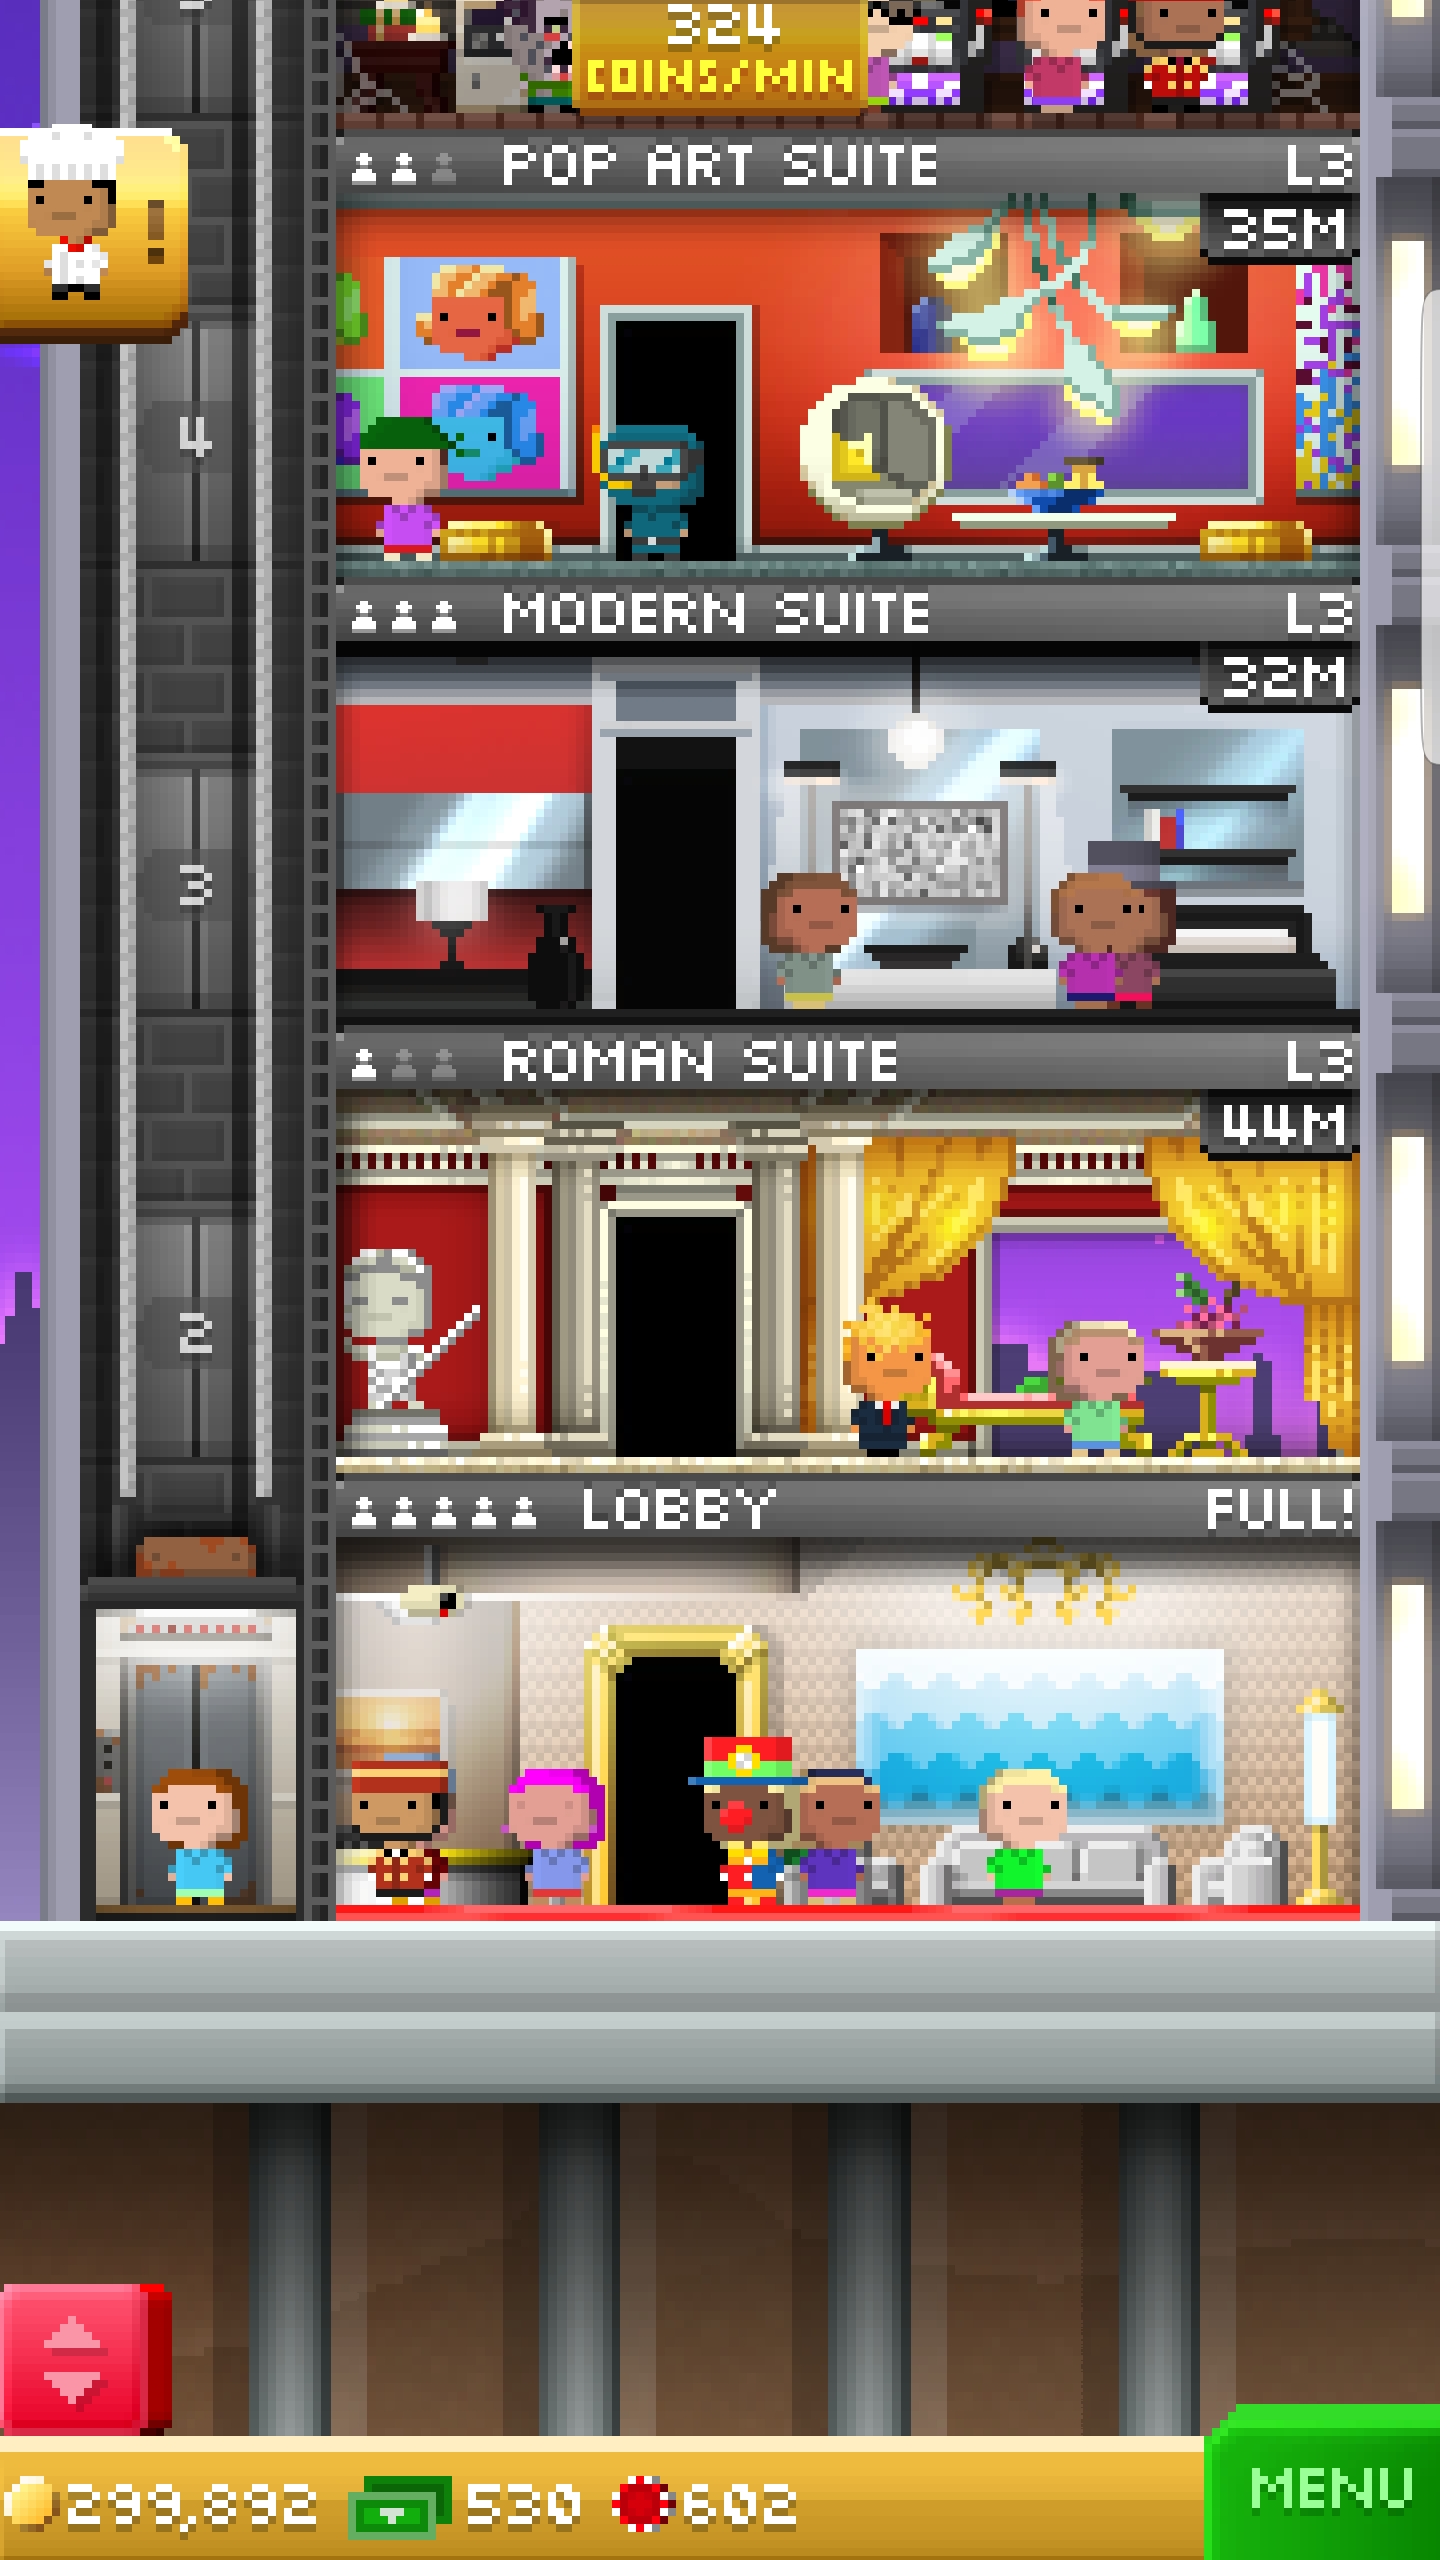 324
COINS/MIN
!
POP ART SUITE L3
35M
4
MODERN SUITE L3
32M
3
ROMAN SUITE L3
44M
2
LOBBY FULL!
299,892 530 602
MENU